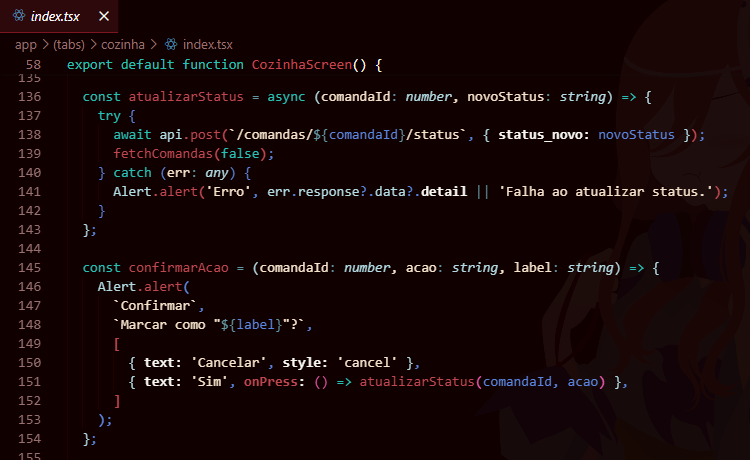 index.tsx ×
app > (tabs) > cozinha > index.tsx
58 export default function CozinhaScreen() {
135
136 const atualizarStatus = async (comandaId: number, novoStatus: string) => {
137 try {
138 await api.post(`/comandas/${comandaId}/status`, { status_novo: novoStatus });
139 fetchComandas(false);
140 } catch (err: any) {
141 Alert.alert('Erro', err.response?.data?.detail || 'Falha ao atualizar status.');
142 }
143 };
144
145 const confirmarAcao = (comandaId: number, acao: string, label: string) => {
146 Alert.alert(
147 `Confirmar`,
148 `Marcar como "${label}"?`,
149 [
150 { text: 'Cancelar', style: 'cancel' },
151 { text: 'Sim', onPress: () => atualizarStatus(comandaId, acao) },
152 ]
153 );
154 };
155